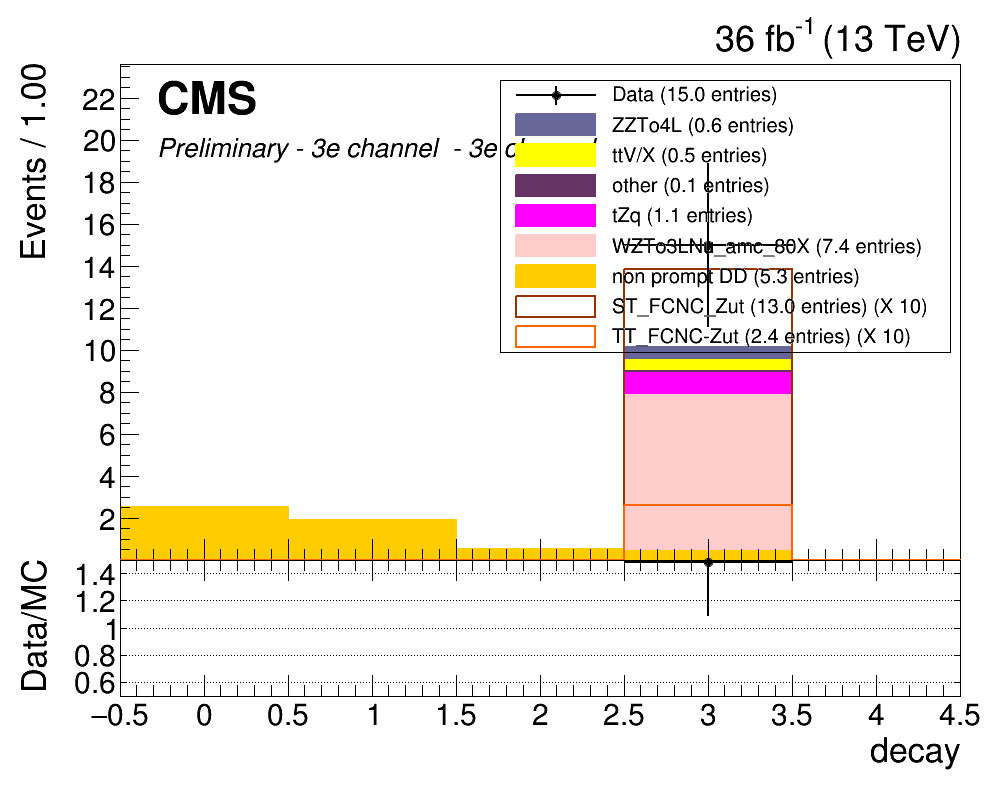 36 fb-1 (13 TeV)
Events / 1.00
CMS
Preliminary - 3e channel - 3e
Data (15.0 entries)
ZZTo4L (0.6 entries)
ttV/X (0.5 entries)
other (0.1 entries)
tZq (1.1 entries)
WZTo3LNu_amc_80X (7.4 entries)
non prompt DD (5.3 entries)
ST_FCNC_Zut (13.0 entries) (X 10)
TT_FCNC-Zut (2.4 entries) (X 10)
22
20
18
16
14
12
10
8
6
4
2
Data/MC
1.4
1.2
1
0.8
0.6
−0.5 0 0.5 1 1.5 2 2.5 3 3.5 4 4.5
decay